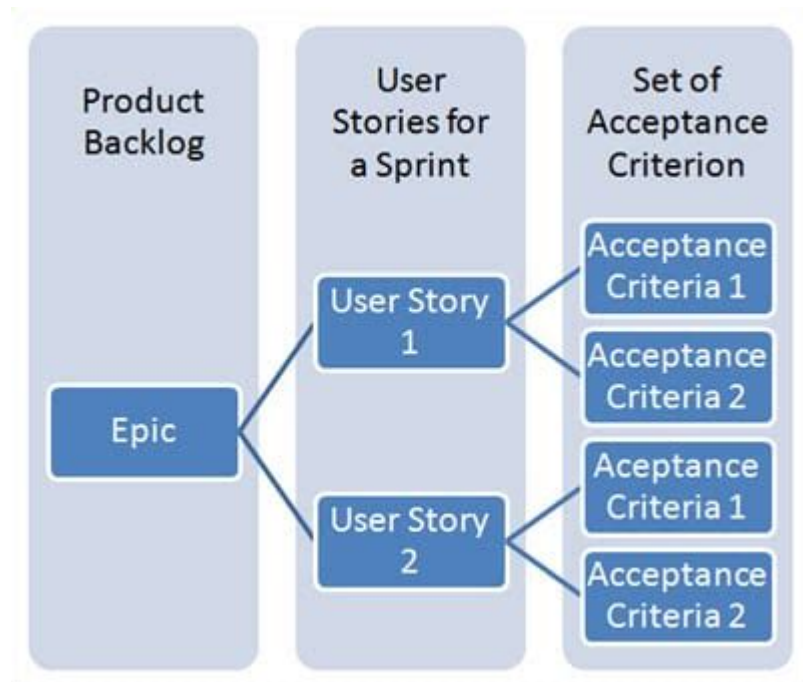 Product
Backlog
User
Stories for
a Sprint
Set of
Acceptance
Criterion
Epic
User Story
1
User Story
2
Acceptance
Criteria 1
Acceptance
Criteria 2
Aceptance
Criteria 1
Acceptance
Criteria 2